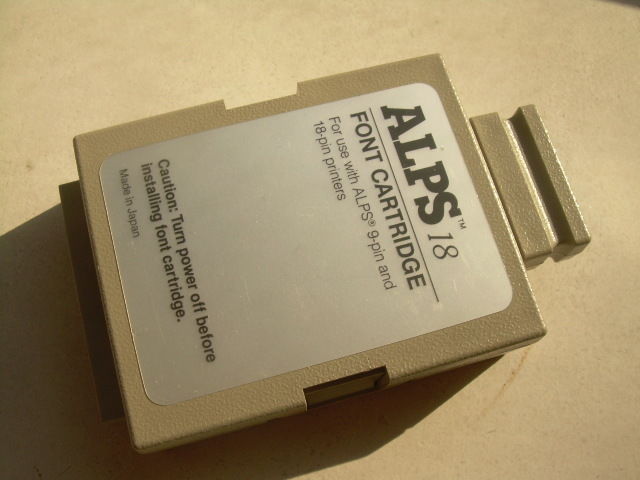 ALPS™ 18
FONT CARTRIDGE
For use with ALPS® 9-pin and
18-pin printers
Caution: Turn power off before
installing font cartridge.
Made in Japan